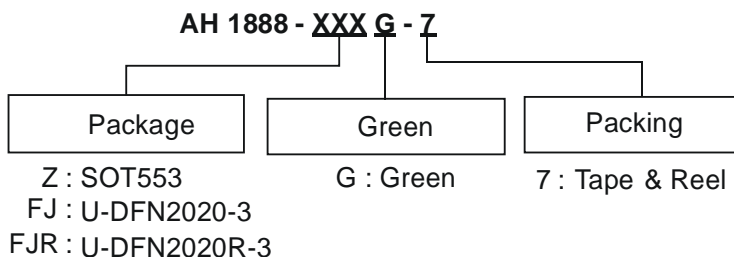 AH 1888 - XXX G - 7
Package
Green
Packing
Z : SOT553
G : Green
7 : Tape & Reel
FJ : U-DFN2020-3
FJR : U-DFN2020R-3